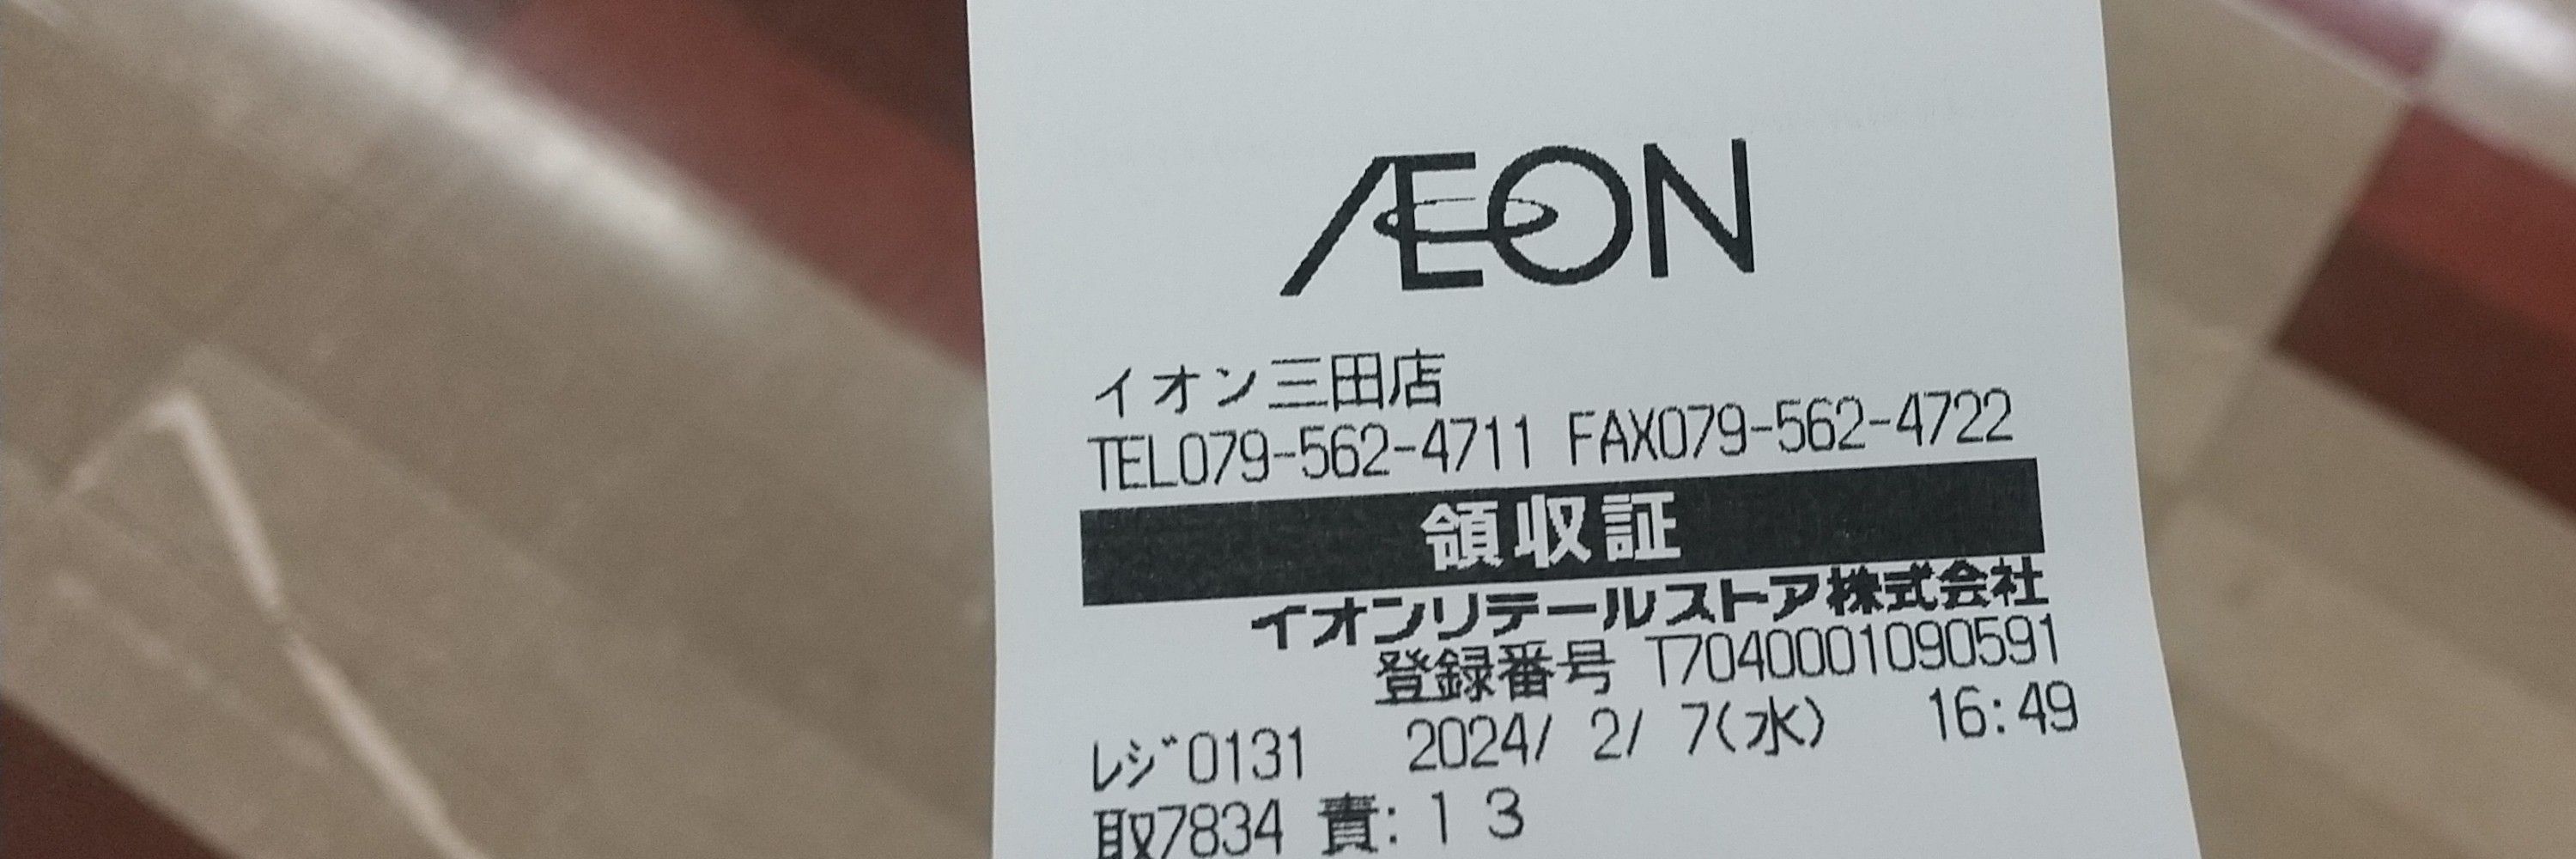 ÆON
イオン三田店
TEL079-562-4711 FAX079-562-4722
領収証
イオンリテールストア株式会社
登録番号 T7040001090591
ﾚｼﾞ0131 2024/ 2/ 7(水) 16:49
取7834 責:13